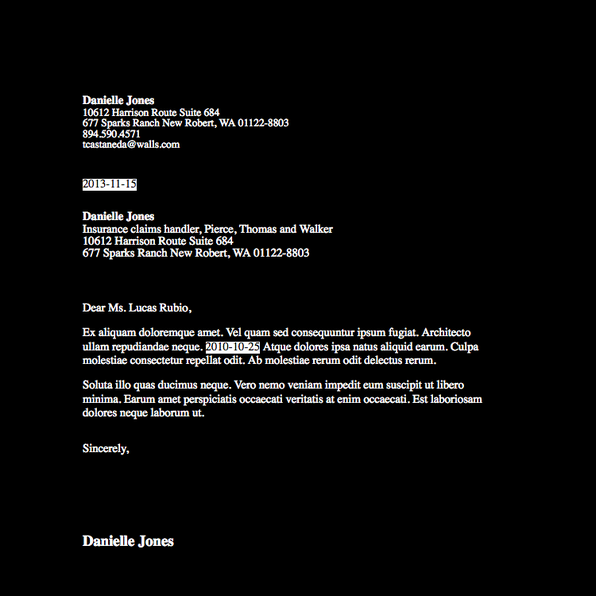 Danielle Jones
10612 Harrison Route Suite 684
677 Sparks Ranch New Robert, WA 01122-8803
894.590.4571
tcastaneda@walls.com
2013-11-15
Danielle Jones
Insurance claims handler, Pierce, Thomas and Walker
10612 Harrison Route Suite 684
677 Sparks Ranch New Robert, WA 01122-8803
Dear Ms. Lucas Rubio,
Ex aliquam doloremque amet. Vel quam sed consequuntur ipsum fugiat. Architecto
ullam repudiandae neque. 2010-10-25 Atque dolores ipsa natus aliquid earum. Culpa
molestiae consectetur repellat odit. Ab molestiae rerum odit delectus rerum.
Soluta illo quas ducimus neque. Vero nemo veniam impedit eum suscipit ut libero
minima. Earum amet perspiciatis occaecati veritatis at enim occaecati. Est laboriosam
dolores neque laborum ut.
Sincerely,
Danielle Jones